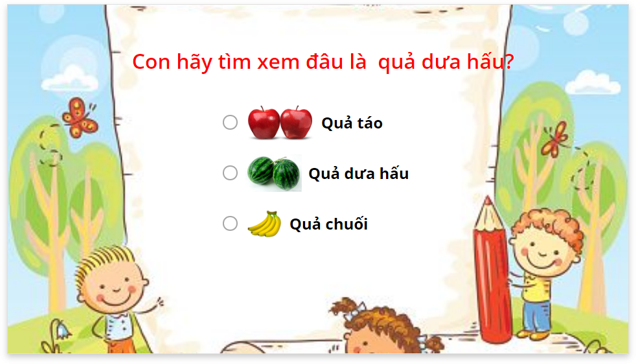 Con hãy tìm xem đâu là quả dưa hấu?
Quả táo
Quả dưa hấu
Quả chuối